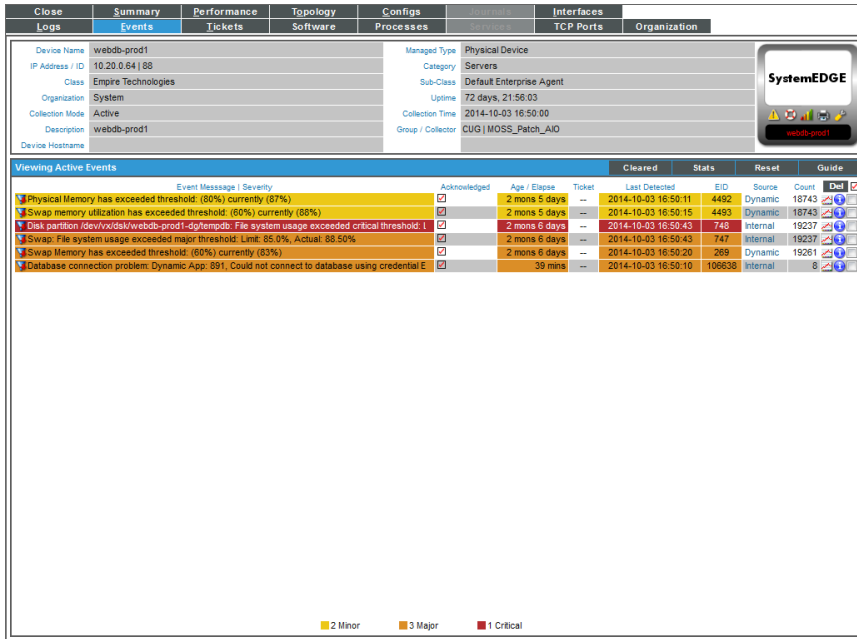 Close Summary Performance Topology Configs Journals Interfaces
Logs Events Tickets Software Processes Services TCP Ports Organization
Device Name webdb-prod1 Managed Type Physical Device
IP Address / ID 10.20.0.64 | 88 Category Servers
Class Empire Technologies Sub-Class Default Enterprise Agent
Organization System Uptime 72 days, 21:56:03
Collection Mode Active Collection Time 2014-10-03 16:50:00
Description webdb-prod1 Group / Collector CUG | MOSS_Patch_AIO
Device Hostname
SystemEDGE
webdb-prod1
Viewing Active Events Cleared Stats Reset Guide
Event Messsage | Severity Acknowledged Age / Elapse Ticket Last Detected EID Source Count Del
Physical Memory has exceeded threshold: (80%) currently (87%) 2 mons 5 days -- 2014-10-03 16:50:11 4492 Dynamic 18743
Swap memory utilization has exceeded threshold: (60%) currently (88%) 2 mons 5 days -- 2014-10-03 16:50:15 4493 Dynamic 18743
Disk partition /dev/vx/dsk/webdb-prod1-dg/tempdb: File system usage exceeded critical threshold: L 2 mons 6 days -- 2014-10-03 16:50:43 748 Internal 19237
Swap: File system usage exceeded major threshold: Limit: 85.0%, Actual: 88.50% 2 mons 6 days -- 2014-10-03 16:50:43 747 Internal 19237
Swap Memory has exceeded threshold: (60%) currently (83%) 2 mons 6 days -- 2014-10-03 16:50:20 269 Dynamic 19261
Database connection problem: Dynamic App: 891, Could not connect to database using credential E 39 mins -- 2014-10-03 16:50:10 106638 Internal 8
2 Minor 3 Major 1 Critical